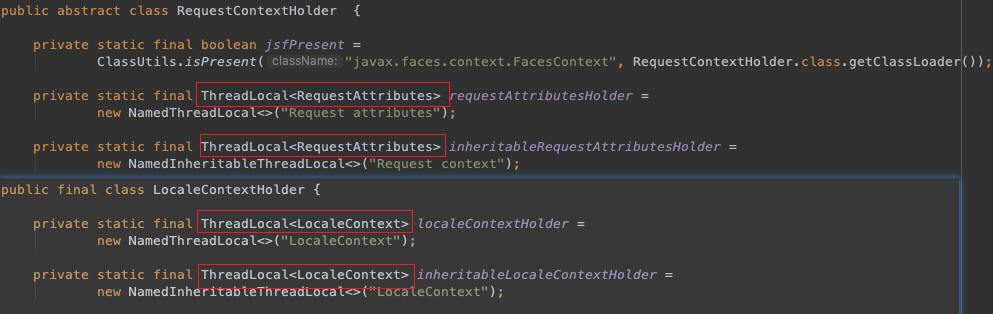 public abstract class RequestContextHolder  {
private static final boolean jsfPresent =
ClassUtils.isPresent( className: "javax.faces.context.FacesContext", RequestContextHolder.class.getClassLoader());
private static final ThreadLocal<RequestAttributes> requestAttributesHolder =
new NamedThreadLocal<>("Request attributes");
private static final ThreadLocal<RequestAttributes> inheritableRequestAttributesHolder =
new NamedInheritableThreadLocal<>("Request context");
public final class LocaleContextHolder {
private static final ThreadLocal<LocaleContext> localeContextHolder =
new NamedThreadLocal<>("LocaleContext");
private static final ThreadLocal<LocaleContext> inheritableLocaleContextHolder =
new NamedInheritableThreadLocal<>("LocaleContext");